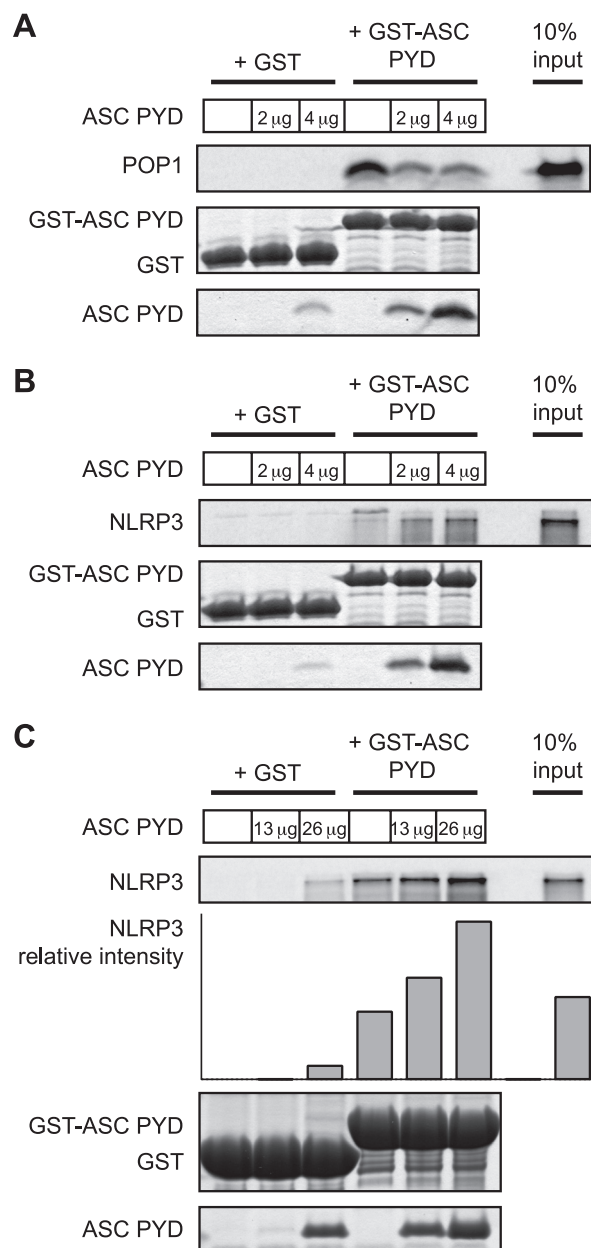 A
+ GST
+ GST-ASC PYD
10% input
ASC PYD
2 µg
4 µg
2 µg
4 µg
POP1
GST-ASC PYD
GST
ASC PYD
B
+ GST
+ GST-ASC PYD
10% input
ASC PYD
2 µg
4 µg
2 µg
4 µg
NLRP3
GST-ASC PYD
GST
ASC PYD
C
+ GST
+ GST-ASC PYD
10% input
ASC PYD
13 µg
26 µg
13 µg
26 µg
NLRP3
NLRP3
relative intensity
GST-ASC PYD
GST
ASC PYD